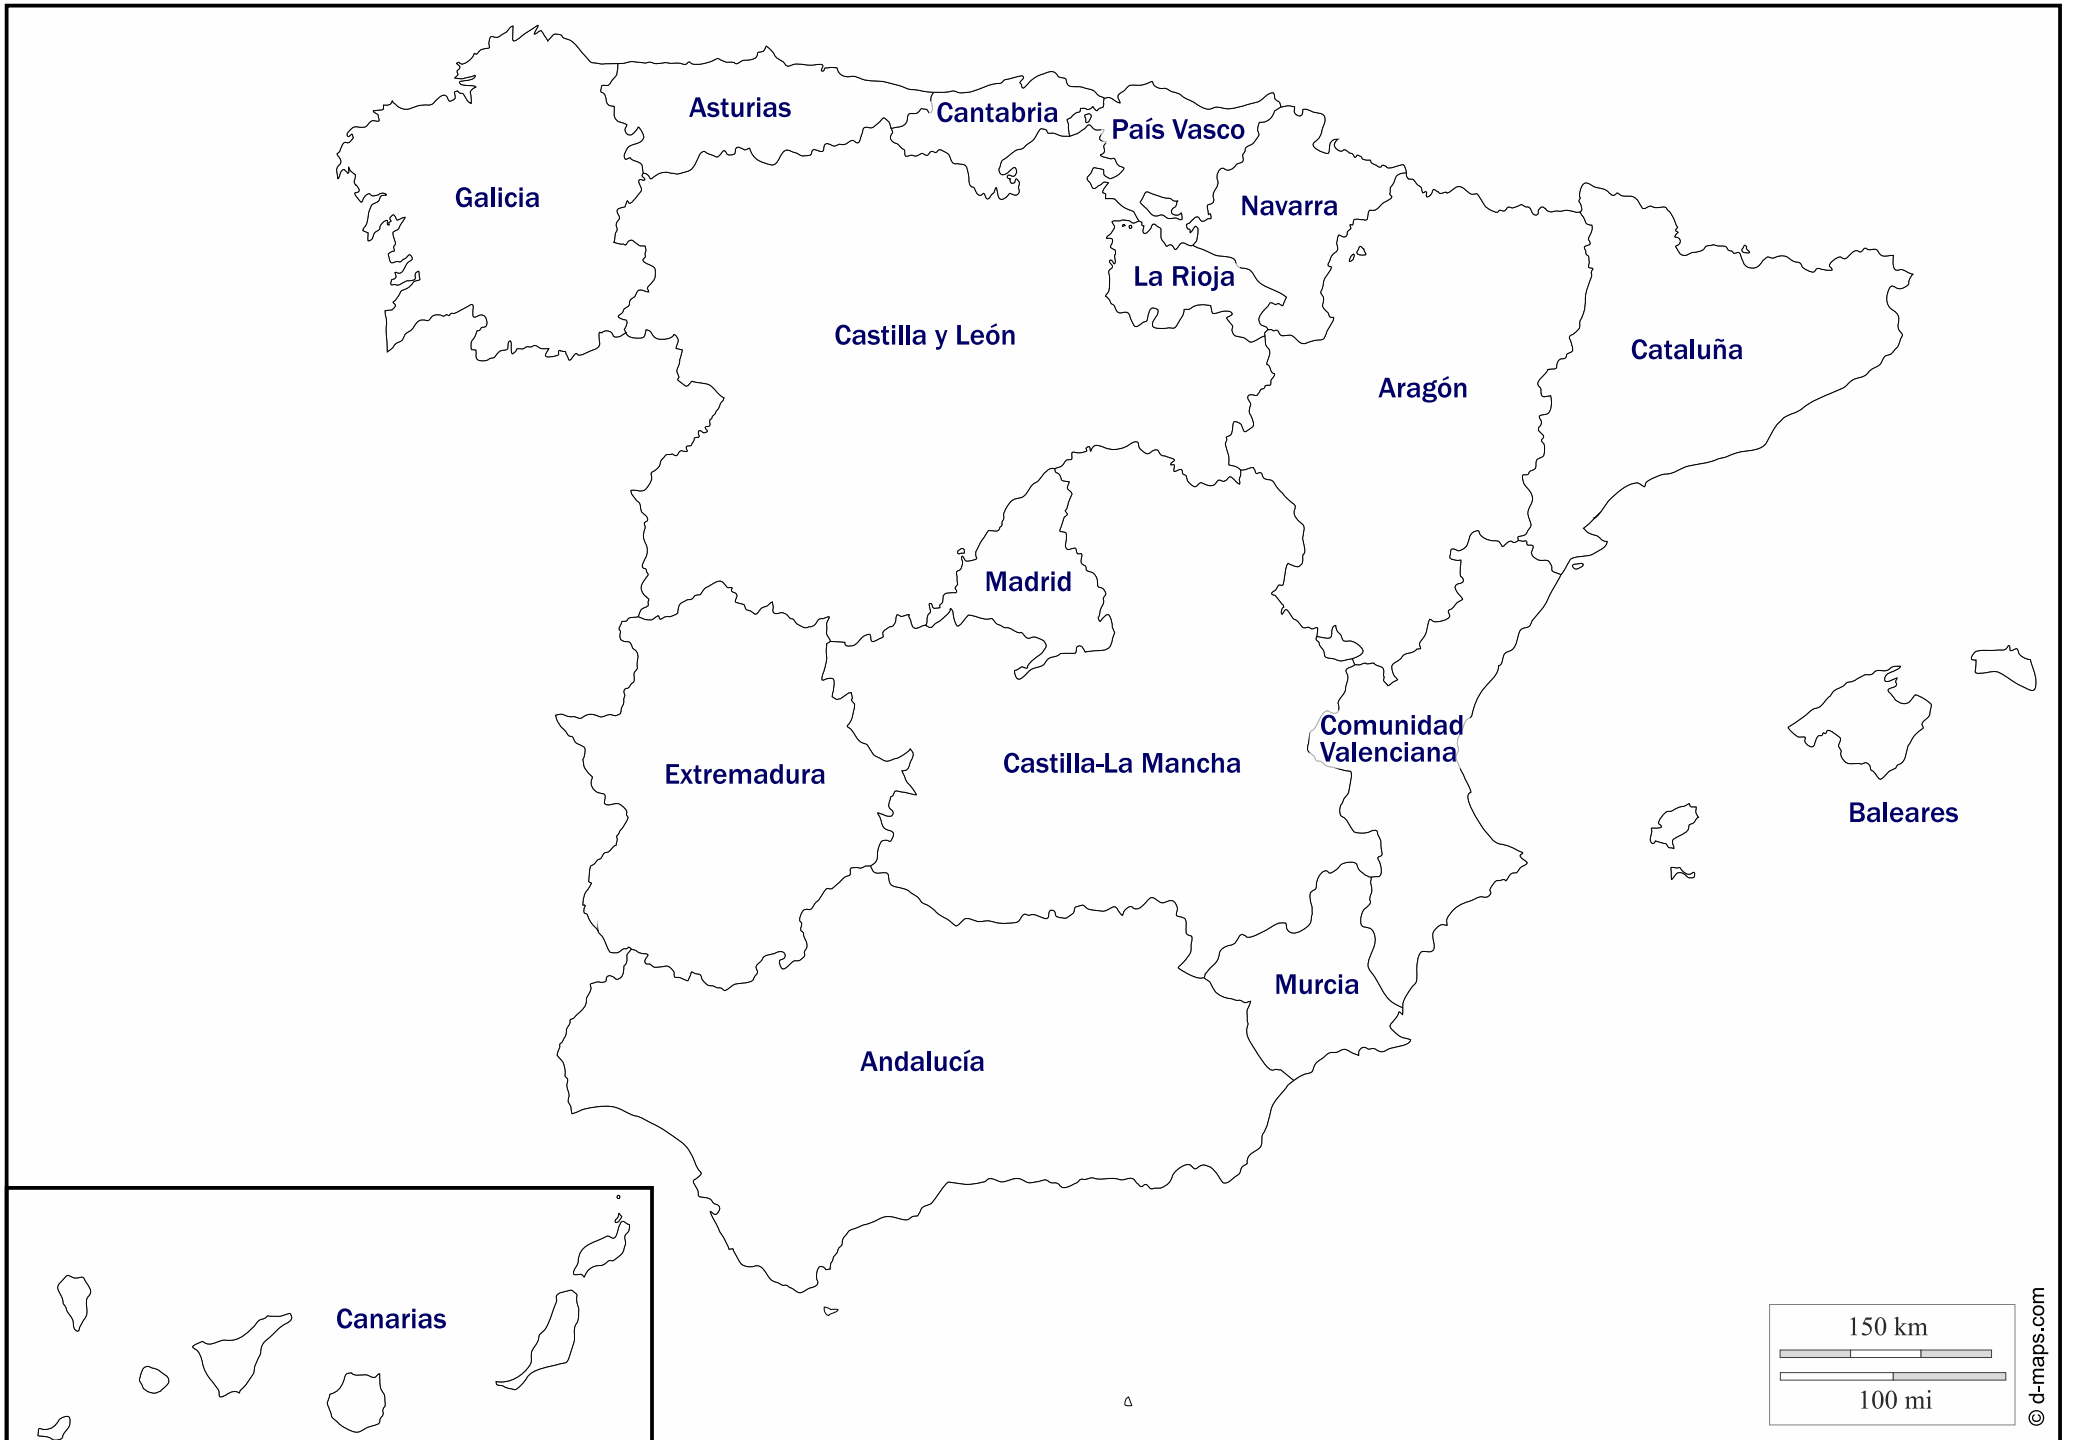 Asturias
Cantabria
País Vasco
Galicia
Navarra
La Rioja
Castilla y León
Cataluña
Aragón
Madrid
Comunidad
Valenciana
Extremadura
Castilla-La Mancha
Baleares
Murcia
Andalucía
Canarias
150 km
100 mi
© d-maps.com